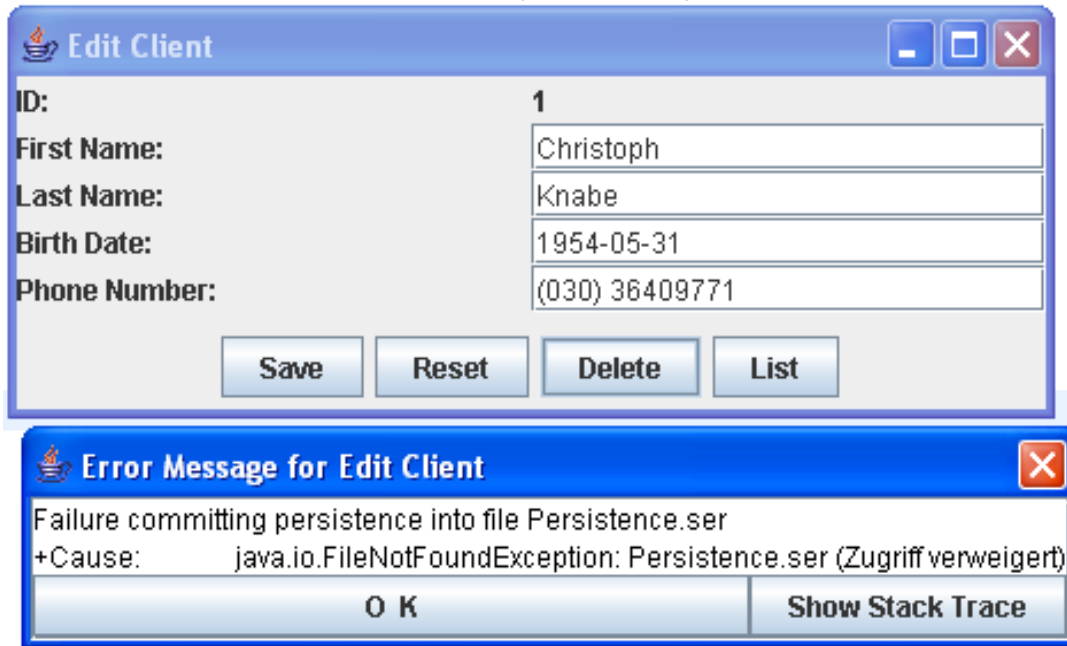 Edit Client
ID: 1
First Name: Christoph
Last Name: Knabe
Birth Date: 1954-05-31
Phone Number: (030) 36409771
Save Reset Delete List
Error Message for Edit Client
Failure committing persistence into file Persistence.ser
+Cause: java.io.FileNotFoundException: Persistence.ser (Zugriff verweigert)
O K Show Stack Trace